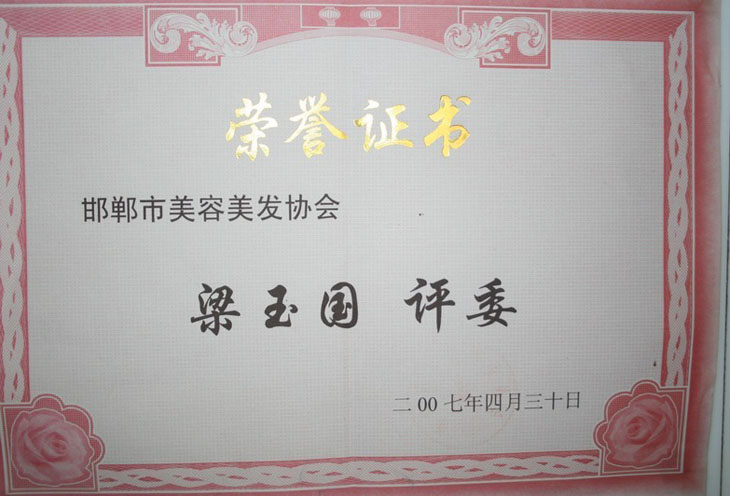 荣誉证书
邯郸市美容美发协会
梁玉国 评委
二00七年四月三十日